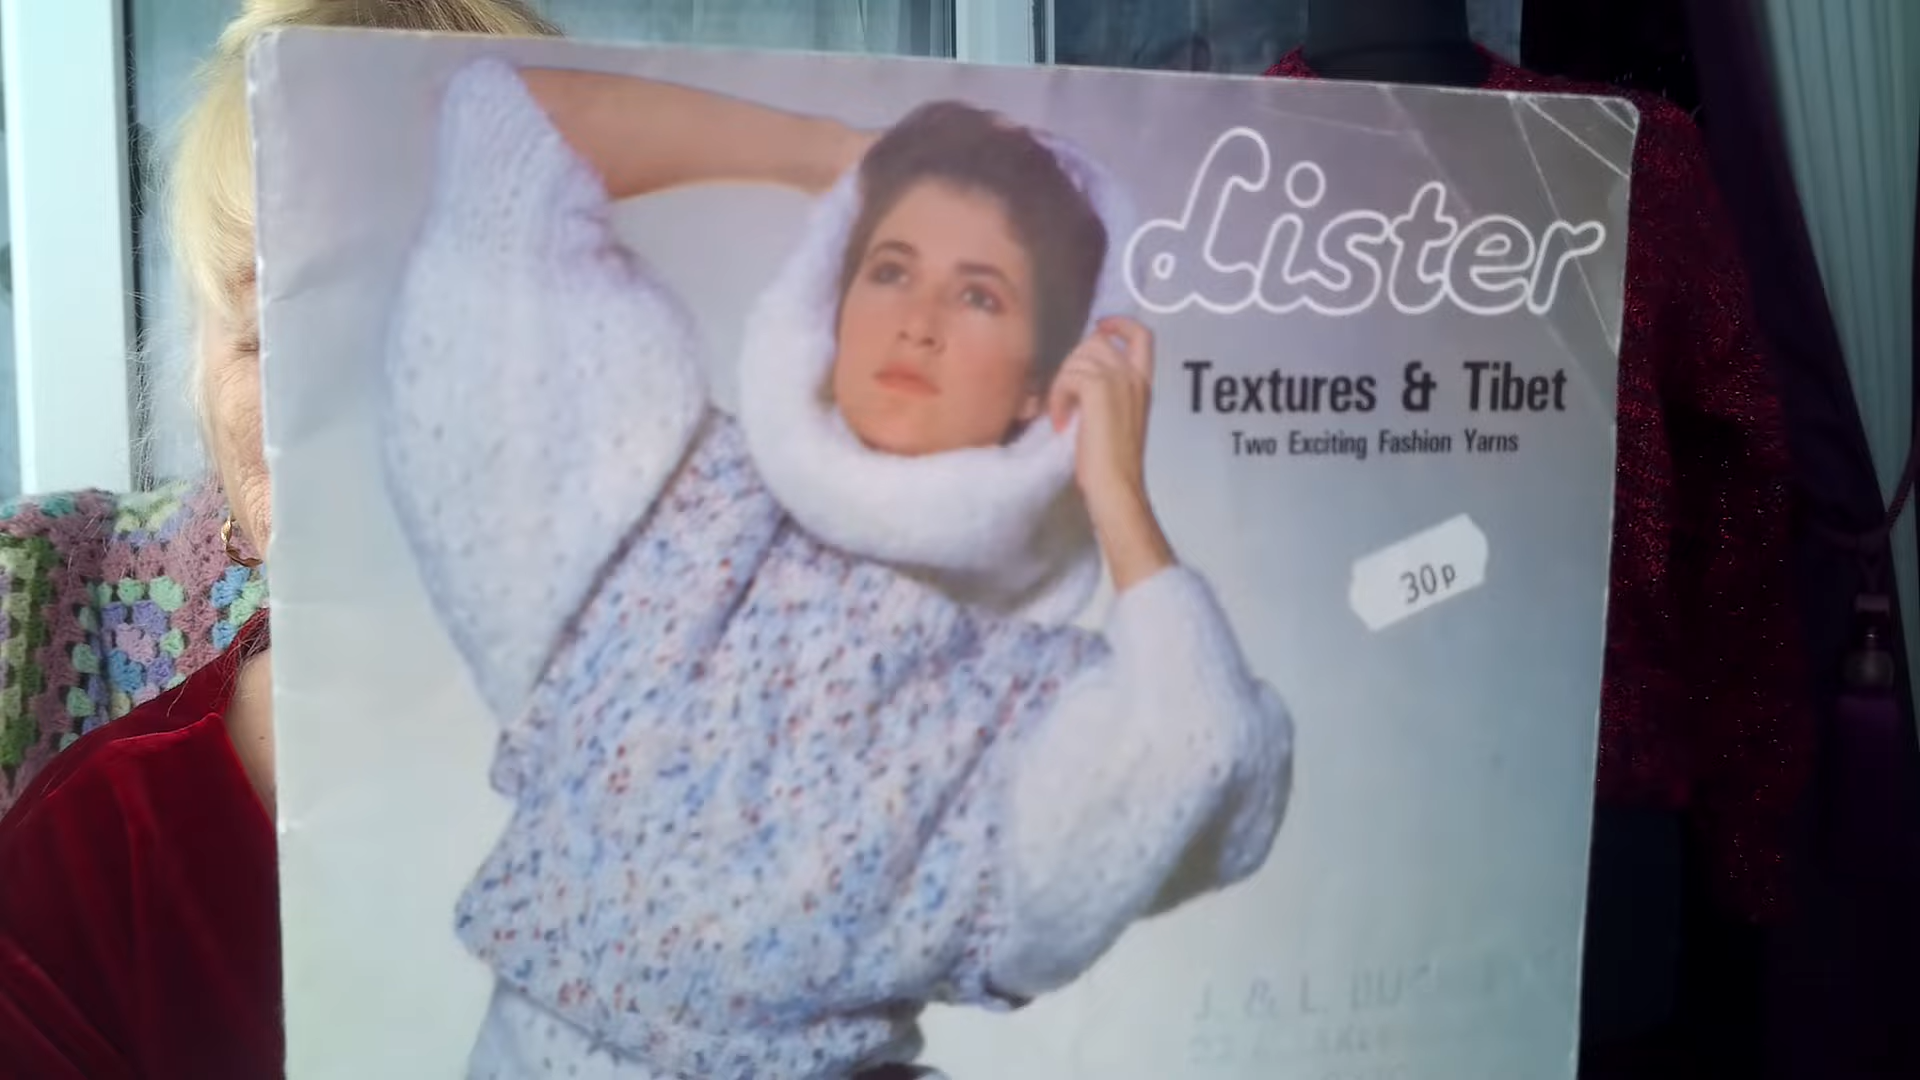 Lister
Textures & Tibet
Two Exciting Fashion Yarns
30p
J. & L.